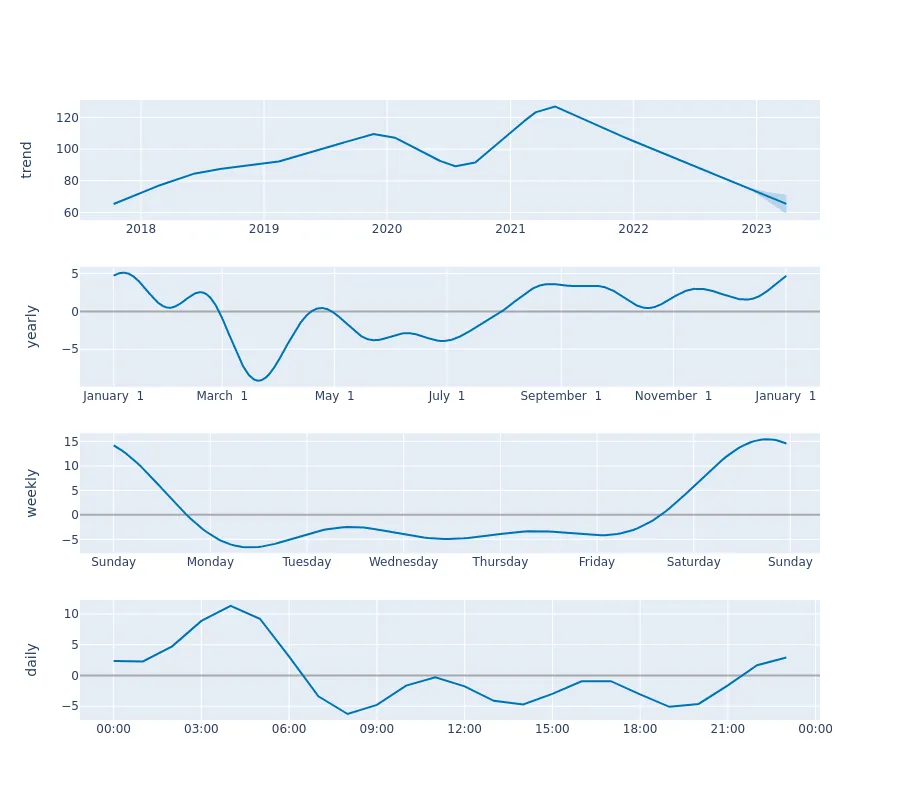 trend
120
100
80
60
2018 2019 2020 2021 2022 2023
yearly
5
0
−5
January 1 March 1 May 1 July 1 September 1 November 1 January 1
weekly
15
10
5
0
−5
Sunday Monday Tuesday Wednesday Thursday Friday Saturday Sunday
daily
10
5
0
−5
00:00 03:00 06:00 09:00 12:00 15:00 18:00 21:00 00:00